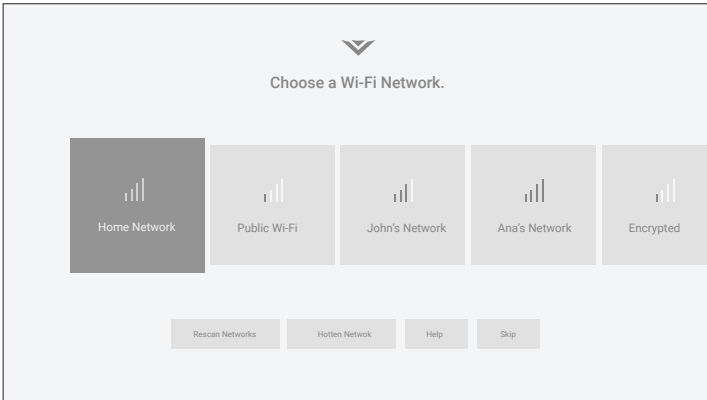 Choose a Wi-Fi Network.
Home Network
Public Wi-Fi
John's Network
Ana's Network
Encrypted
Rescan Networks
Hotten Netwok
Help
Skip